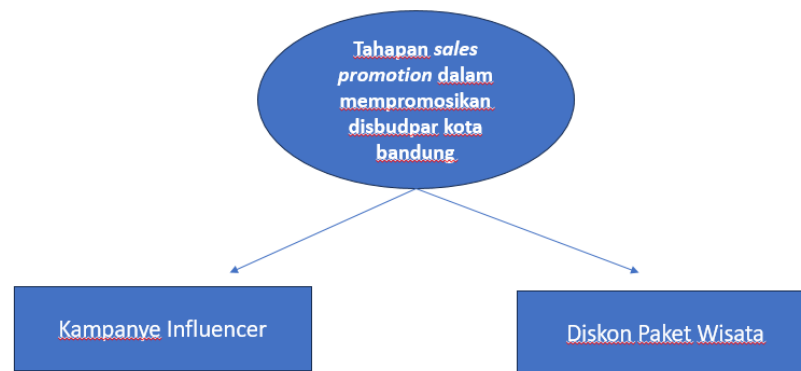 Tahapan sales
promotion dalam
mempromosikan
disbudpar kota
bandung
Kampanye Influencer
Diskon Paket Wisata